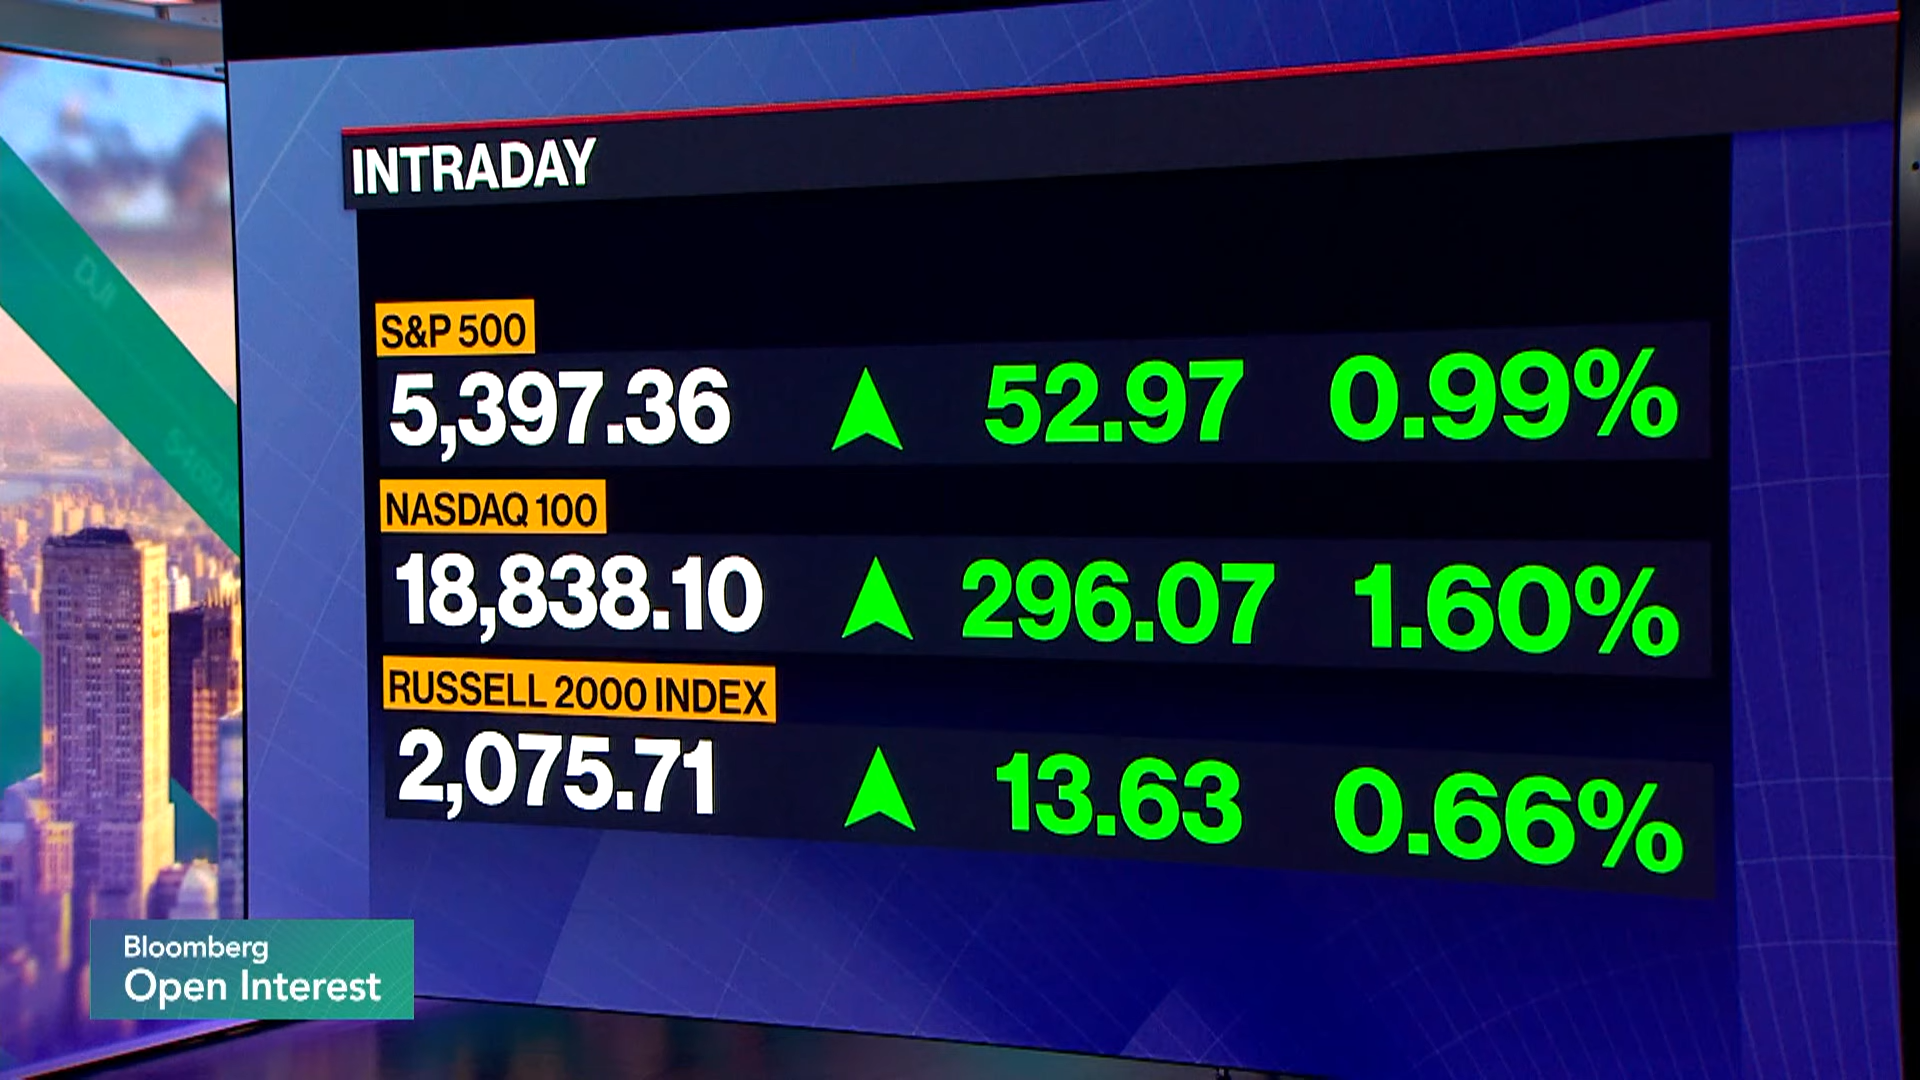 INTRADAY
S&P 500
5,397.36 ▲ 52.97 0.99%
NASDAQ 100
18,838.10 ▲ 296.07 1.60%
RUSSELL 2000 INDEX
2,075.71 ▲ 13.63 0.66%
DJI
Bloomberg
Open Interest